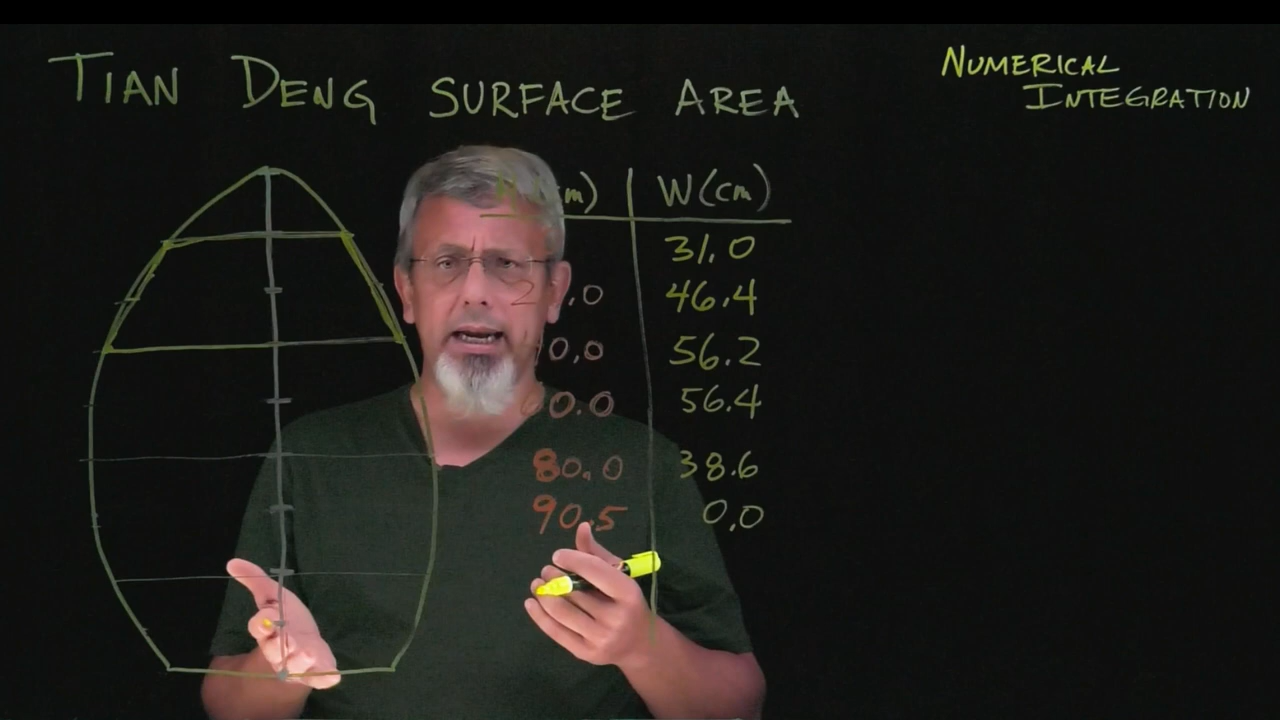 TIAN DENG SURFACE AREA
NUMERICAL
INTEGRATION
W(cm)
31.0
46.4
56.2
56.4
80.0 38.6
90.5 0.0